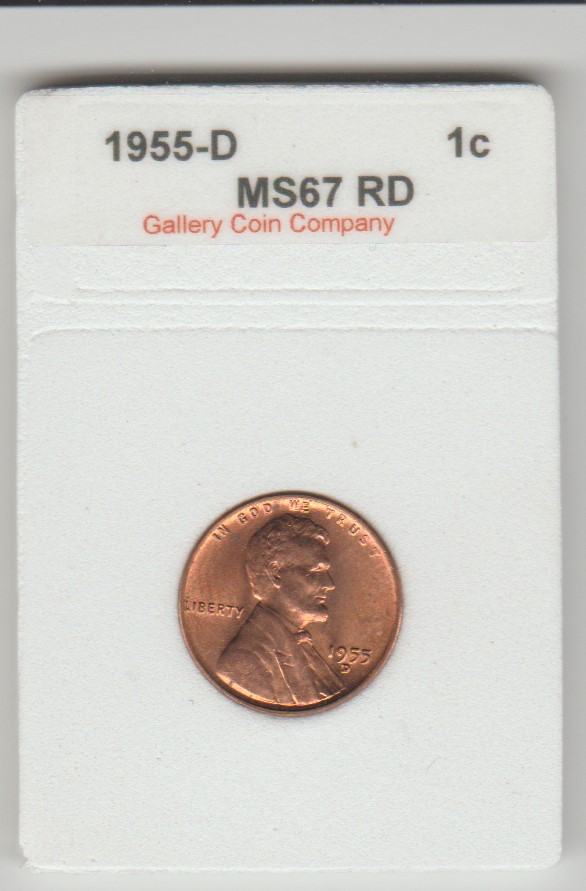 1955-D 1c
MS67 RD
Gallery Coin Company
IN GOD WE TRUST
LIBERTY
1955
D